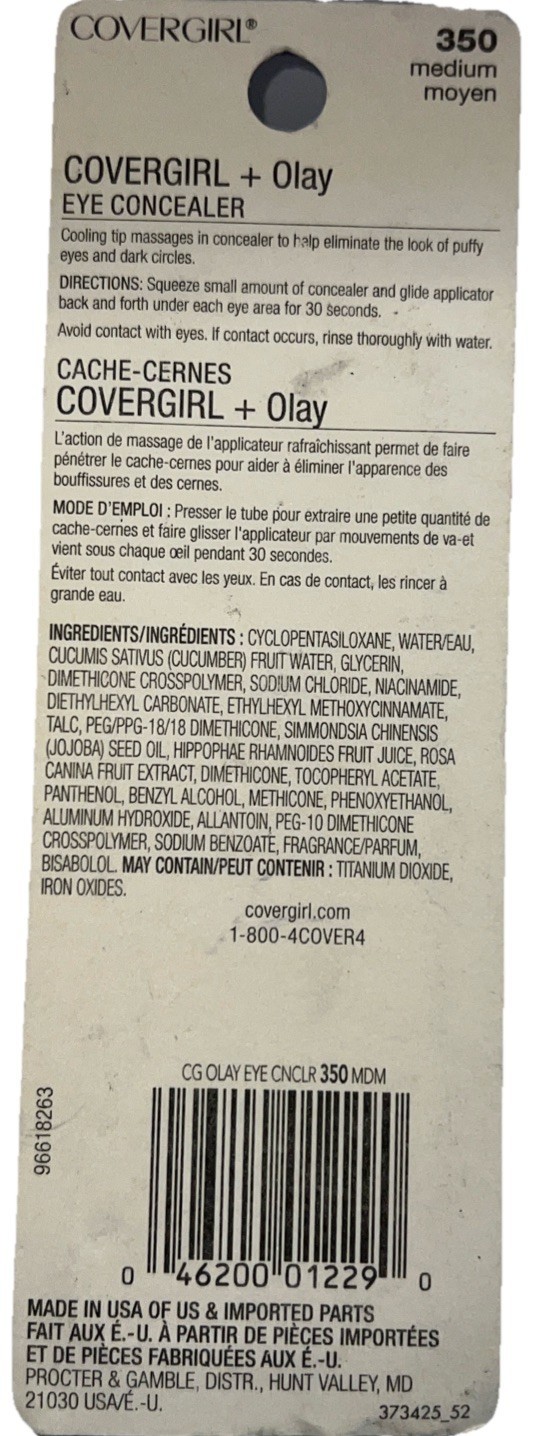 COVERGIRL®
350
medium
moyen
COVERGIRL + Olay
EYE CONCEALER
Cooling tip massages in concealer to help eliminate the look of puffy
eyes and dark circles.
DIRECTIONS: Squeeze small amount of concealer and glide applicator
back and forth under each eye area for 30 seconds.
Avoid contact with eyes. If contact occurs, rinse thoroughly with water.
CACHE-CERNES
COVERGIRL + Olay
L'action de massage de l'applicateur rafraîchissant permet de faire
pénétrer le cache-cernes pour aider à éliminer l'apparence des
bouffissures et des cernes.
MODE D'EMPLOI : Presser le tube pour extraire une petite quantité de
cache-cernes et faire glisser l'applicateur par mouvements de va-et
vient sous chaque œil pendant 30 secondes.
Éviter tout contact avec les yeux. En cas de contact, les rincer à
grande eau.
INGREDIENTS/INGRÉDIENTS : CYCLOPENTASILOXANE, WATER/EAU,
CUCUMIS SATIVUS (CUCUMBER) FRUIT WATER, GLYCERIN,
DIMETHICONE CROSSPOLYMER, SODIUM CHLORIDE, NIACINAMIDE,
DIETHYLHEXYL CARBONATE, ETHYLHEXYL METHOXYCINNAMATE,
TALC, PEG/PPG-18/18 DIMETHICONE, SIMMONDSIA CHINENSIS
(JOJOBA) SEED OIL, HIPPOPHAE RHAMNOIDES FRUIT JUICE, ROSA
CANINA FRUIT EXTRACT, DIMETHICONE, TOCOPHERYL ACETATE,
PANTHENOL, BENZYL ALCOHOL, METHICONE, PHENOXYETHANOL,
ALUMINUM HYDROXIDE, ALLANTOIN, PEG-10 DIMETHICONE
CROSSPOLYMER, SODIUM BENZOATE, FRAGRANCE/PARFUM,
BISABOLOL. MAY CONTAIN/PEUT CONTENIR : TITANIUM DIOXIDE,
IRON OXIDES.
covergirl.com
1-800-4COVER4
CG OLAY EYE CNCLR 350 MDM
96618263
0 46200 01229 0
MADE IN USA OF US & IMPORTED PARTS
FAIT AUX É.-U. À PARTIR DE PIÈCES IMPORTÉES
ET DE PIÈCES FABRIQUÉES AUX É.-U.
PROCTER & GAMBLE, DISTR., HUNT VALLEY, MD
21030 USA/É.-U.
373425_52